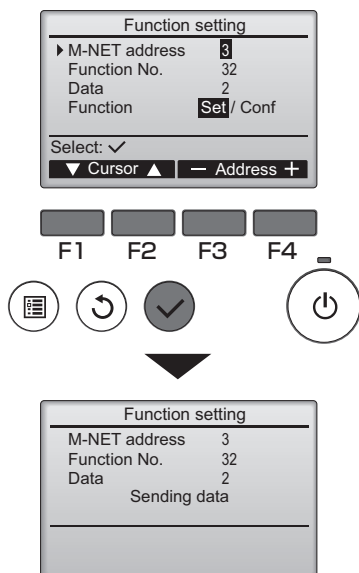 Function setting
M-NET address 3
Function No. 32
Data 2
Function Set / Conf
Select: ✓
▼ Cursor ▲ − Address +
F1 F2 F3 F4
Function setting
M-NET address 3
Function No. 32
Data 2
Sending data